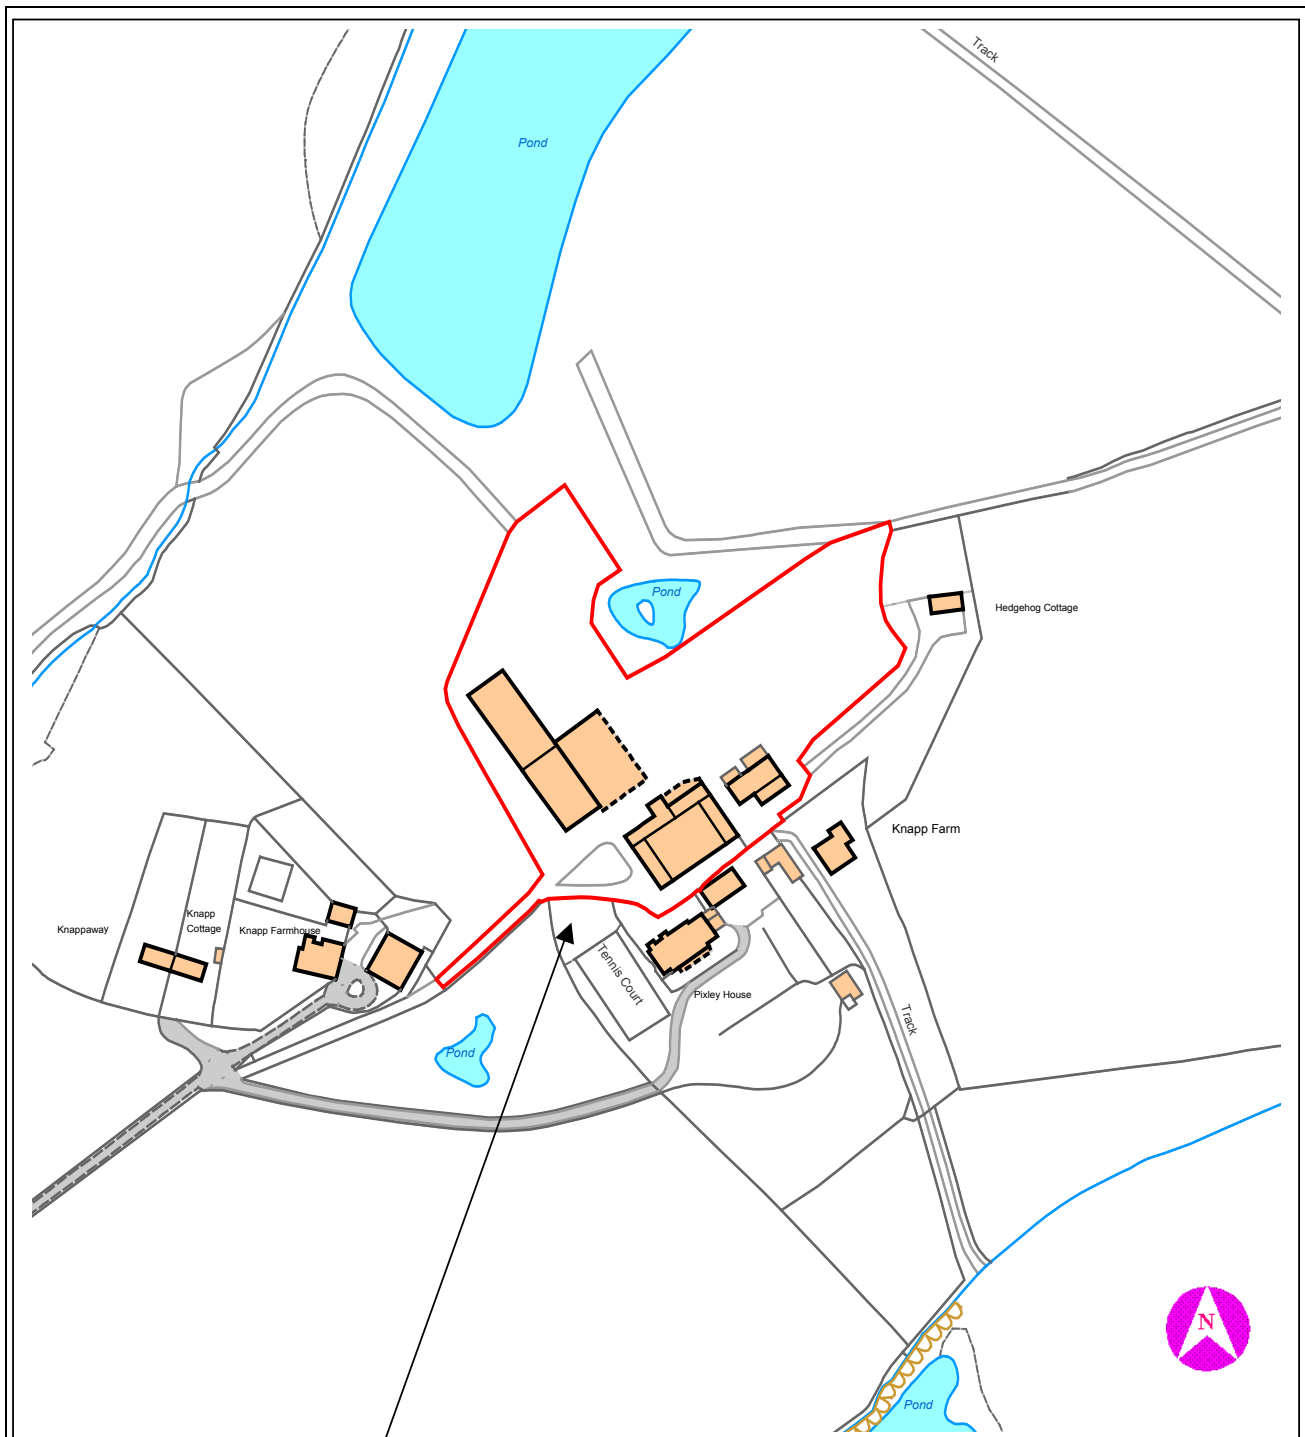 Track
Pond
Pond
Hedgehog Cottage
Knapp Farm
Knapp
Cottage
Knappaway
Knapp Farmhouse
Tennis Court
Pixley House
Track
Pond
N
Pond